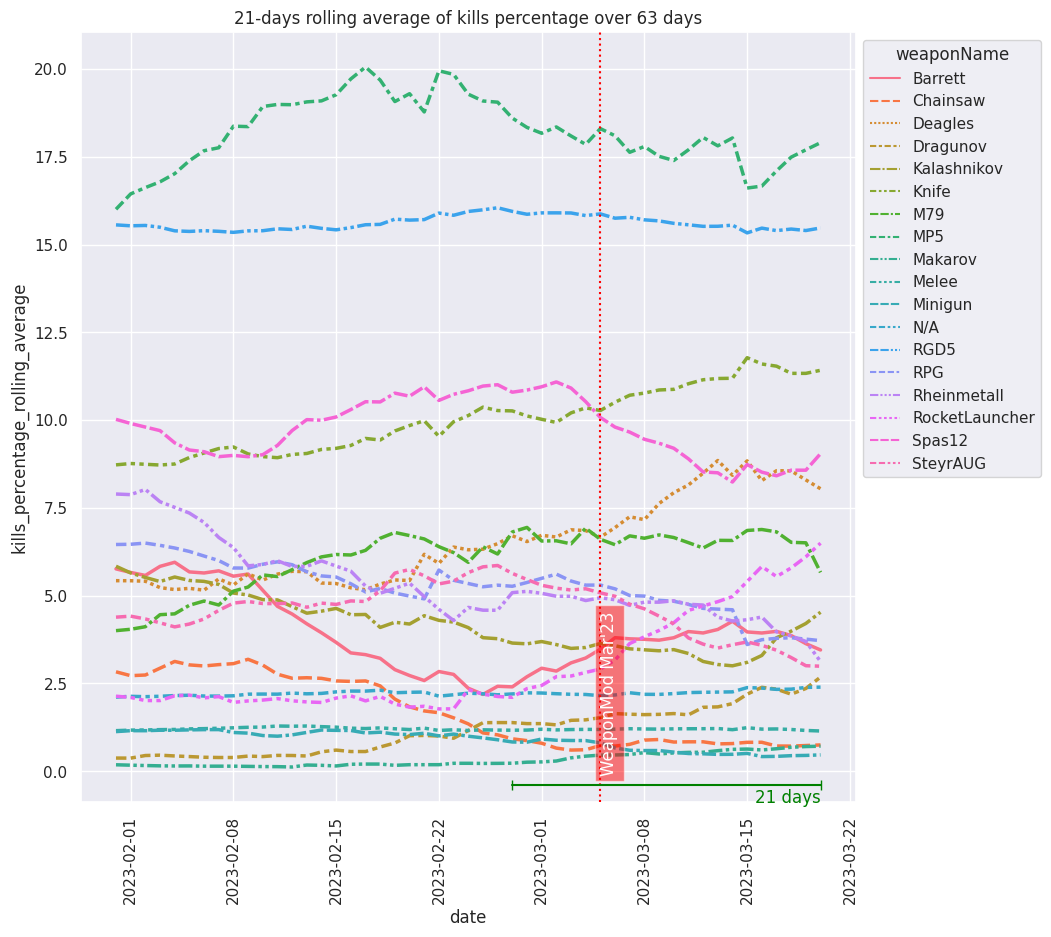 21-days rolling average of kills percentage over 63 days
kills_percentage_rolling_average
20.0
17.5
15.0
12.5
10.0
7.5
5.0
2.5
0.0
WeaponMod Mar'23
21 days
2023-02-01
2023-02-08
2023-02-15
2023-02-22
2023-03-01
2023-03-08
2023-03-15
2023-03-22
date
weaponName
Barrett
Chainsaw
Deagles
Dragunov
Kalashnikov
Knife
M79
MP5
Makarov
Melee
Minigun
N/A
RGD5
RPG
Rheinmetall
RocketLauncher
Spas12
SteyrAUG